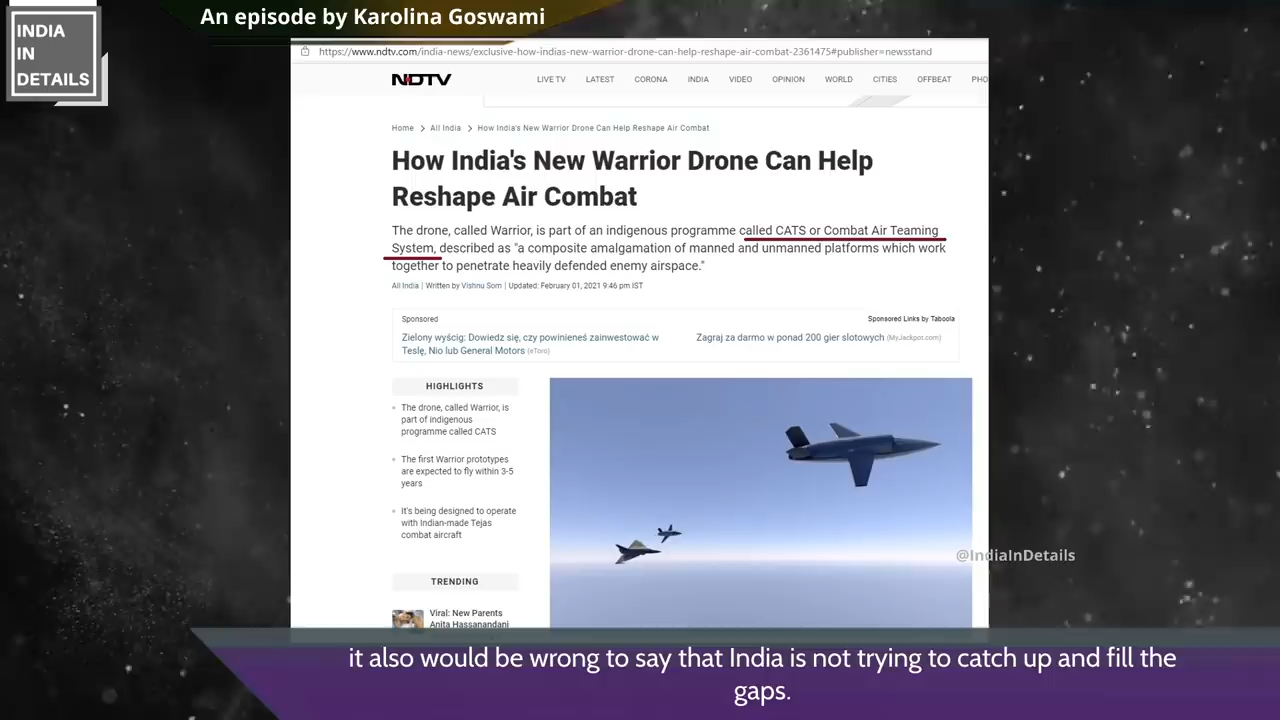 An episode by Karolina Goswami
INDIA
IN
DETAILS
https://www.ndtv.com/india-news/exclusive-how-indias-new-warrior-drone-can-help-reshape-air-combat-2361475#publisher=newsstand
NDTV
LIVE TV LATEST CORONA INDIA VIDEO OPINION WORLD CITIES OFFBEAT PHO
Home > All India > How India's New Warrior Drone Can Help Reshape Air Combat
How India's New Warrior Drone Can Help
Reshape Air Combat
The drone, called Warrior, is part of an indigenous programme called CATS or Combat Air Teaming
System, described as "a composite amalgamation of manned and unmanned platforms which work
together to penetrate heavily defended enemy airspace."
All India | Written by Vishnu Som | Updated: February 01, 2021 9:46 pm IST
Sponsored
Sponsored Links by Taboola
Zielony wyścig: Dowiedz się, czy powinieneś zainwestować w
Teslę, Nio lub General Motors (eToro)
Zagraj za darmo w ponad 200 gier slotowych (MyJackpot.com)
HIGHLIGHTS
The drone, called Warrior, is
part of indigenous
programme called CATS
The first Warrior prototypes
are expected to fly within 3-5
years
It's being designed to operate
with Indian-made Tejas
combat aircraft
TRENDING
Viral: New Parents
Anita Hassanandani
@IndiaInDetails
it also would be wrong to say that India is not trying to catch up and fill the
gaps.